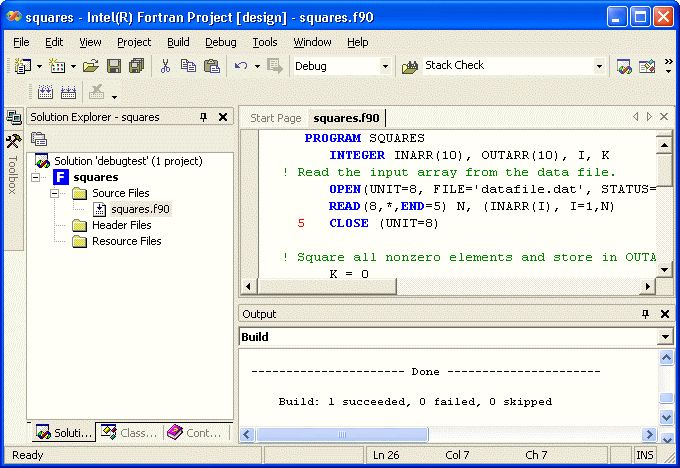 squares - Intel(R) Fortran Project [design] - squares.f90
File Edit View Project Build Debug Tools Window Help
Debug Stack Check
Solution Explorer - squares
Toolbox
Solution 'debugtest' (1 project)
F squares
Source Files
squares.f90
Header Files
Resource Files
Soluti... Class... Cont...
Start Page squares.f90
PROGRAM SQUARES
INTEGER INARR(10), OUTARR(10), I, K
! Read the input array from the data file.
OPEN(UNIT=8, FILE='datafile.dat', STATUS=
READ(8,*,END=5) N, (INARR(I), I=1,N)
5 CLOSE (UNIT=8)
! Square all nonzero elements and store in OUTA
K = 0
Output
Build
---------------------- Done ----------------------
Build: 1 succeeded, 0 failed, 0 skipped
Ready Ln 26 Col 7 Ch 7 INS